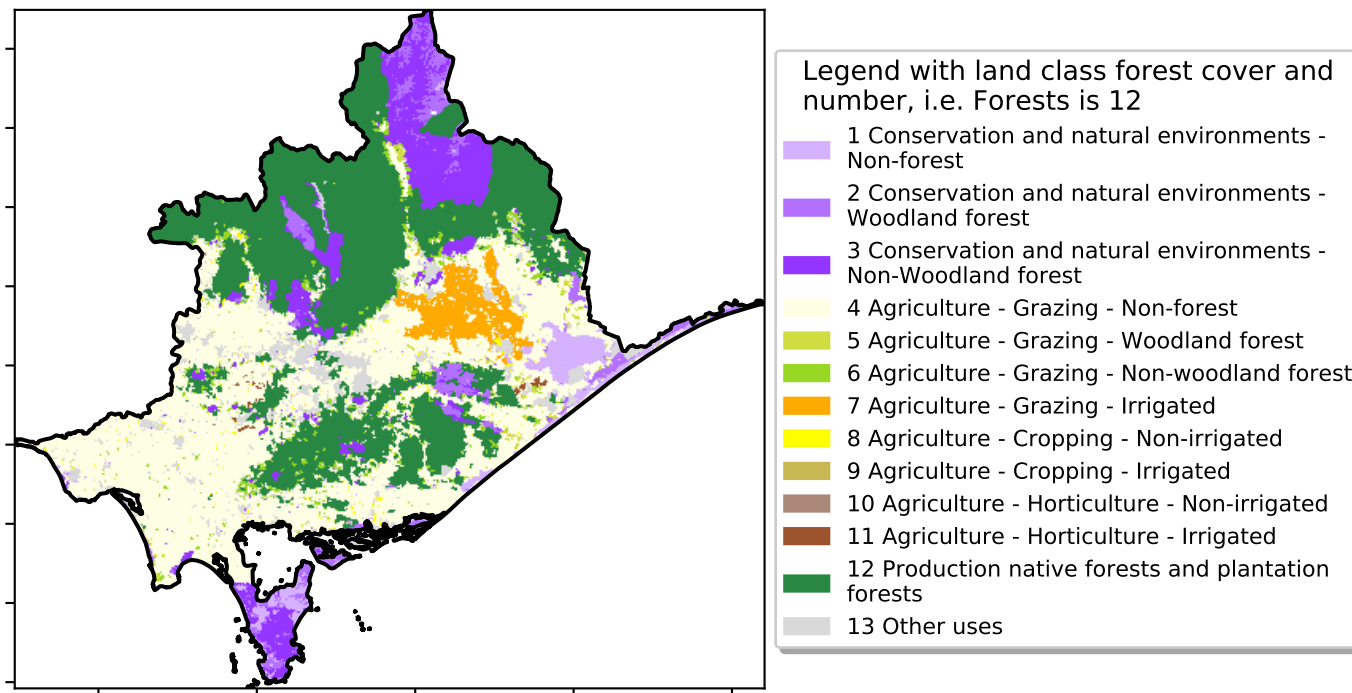 Legend with land class forest cover and
number, i.e. Forests is 12
1 Conservation and natural environments -
Non-forest
2 Conservation and natural environments -
Woodland forest
3 Conservation and natural environments -
Non-Woodland forest
4 Agriculture - Grazing - Non-forest
5 Agriculture - Grazing - Woodland forest
6 Agriculture - Grazing - Non-woodland forest
7 Agriculture - Grazing - Irrigated
8 Agriculture - Cropping - Non-irrigated
9 Agriculture - Cropping - Irrigated
10 Agriculture - Horticulture - Non-irrigated
11 Agriculture - Horticulture - Irrigated
12 Production native forests and plantation
forests
13 Other uses